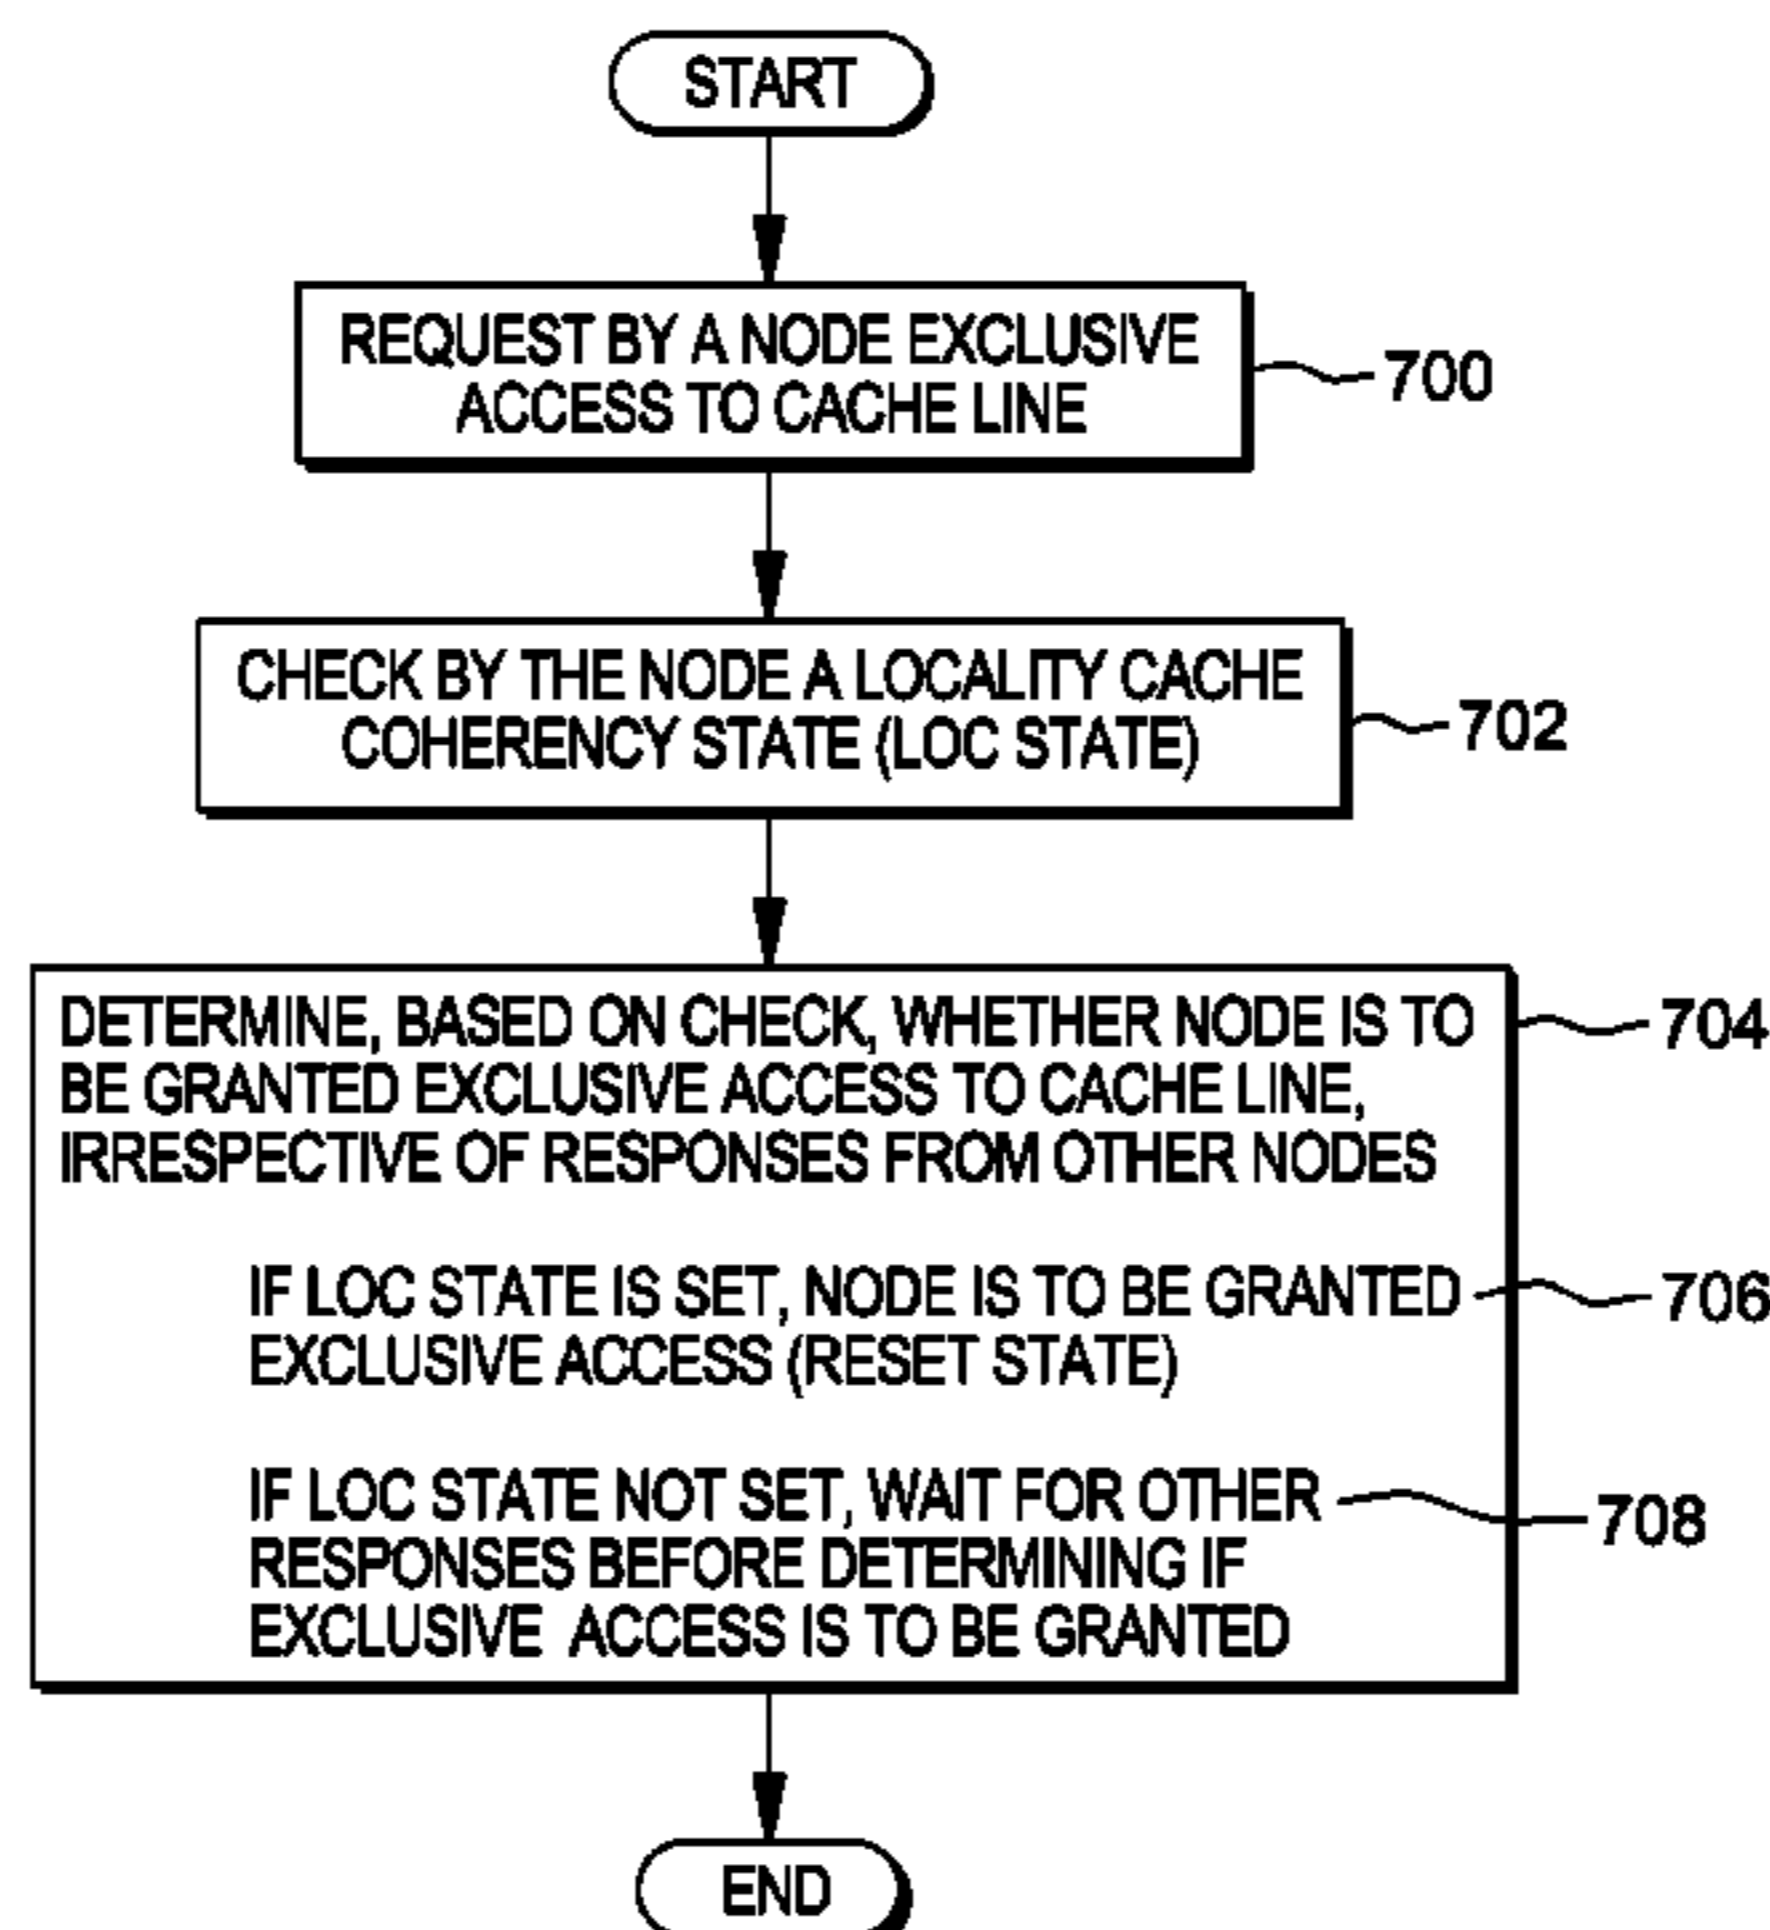 START
REQUEST BY A NODE EXCLUSIVE
ACCESS TO CACHE LINE
700
CHECK BY THE NODE A LOCALITY CACHE
COHERENCY STATE (LOC STATE)
702
DETERMINE, BASED ON CHECK, WHETHER NODE IS TO
BE GRANTED EXCLUSIVE ACCESS TO CACHE LINE,
IRRESPECTIVE OF RESPONSES FROM OTHER NODES
704
IF LOC STATE IS SET, NODE IS TO BE GRANTED
EXCLUSIVE ACCESS (RESET STATE)
706
IF LOC STATE NOT SET, WAIT FOR OTHER
RESPONSES BEFORE DETERMINING IF
EXCLUSIVE ACCESS IS TO BE GRANTED
708
END